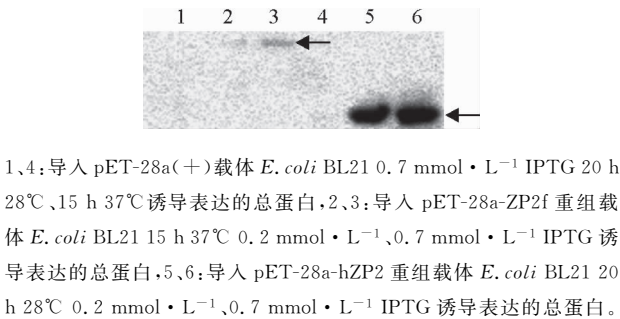 1 2 3 4 5 6
1、4:导入 pET-28a(+)载体 E. coli BL21 0.7 mmol·L⁻¹ IPTG 20 h
28℃、15 h 37℃诱导表达的总蛋白,2、3:导入 pET-28a-ZP2f 重组载
体 E. coli BL21 15 h 37℃ 0.2 mmol·L⁻¹、0.7 mmol·L⁻¹ IPTG 诱
导表达的总蛋白,5、6:导入 pET-28a-hZP2 重组载体 E. coli BL21 20
h 28℃ 0.2 mmol·L⁻¹、0.7 mmol·L⁻¹ IPTG 诱导表达的总蛋白。